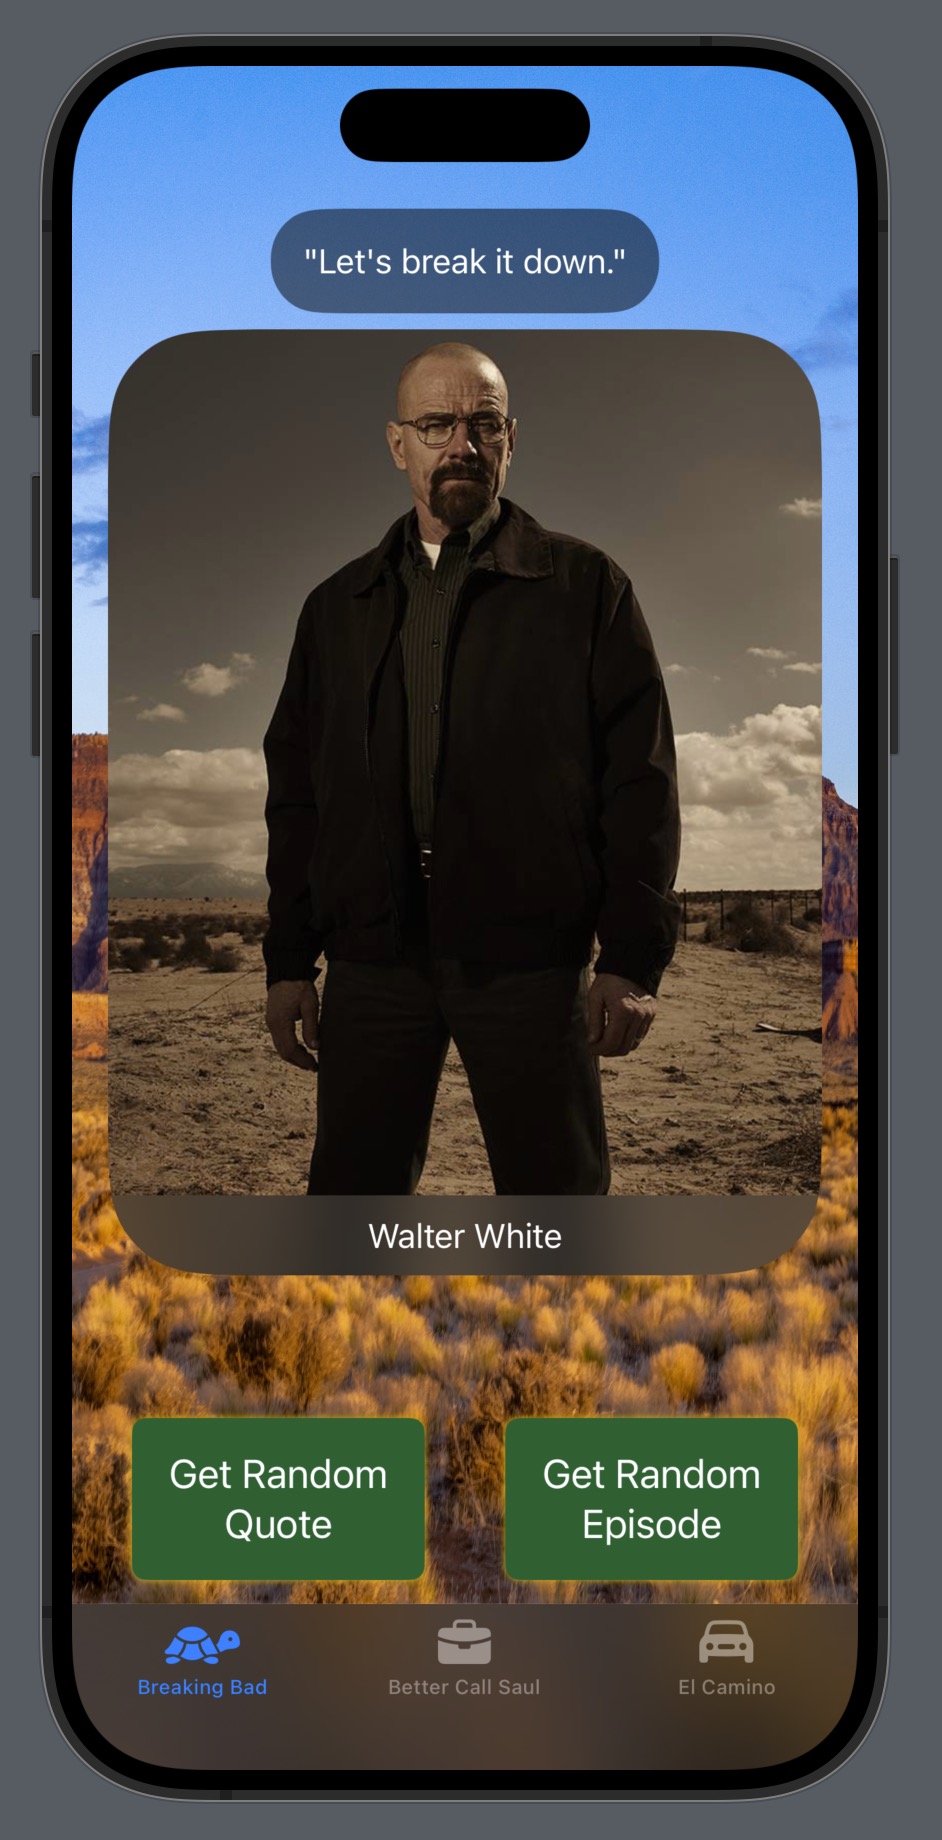 "Let's break it down."
Walter White
Get Random
Quote
Get Random
Episode
Breaking Bad
Better Call Saul
El Camino